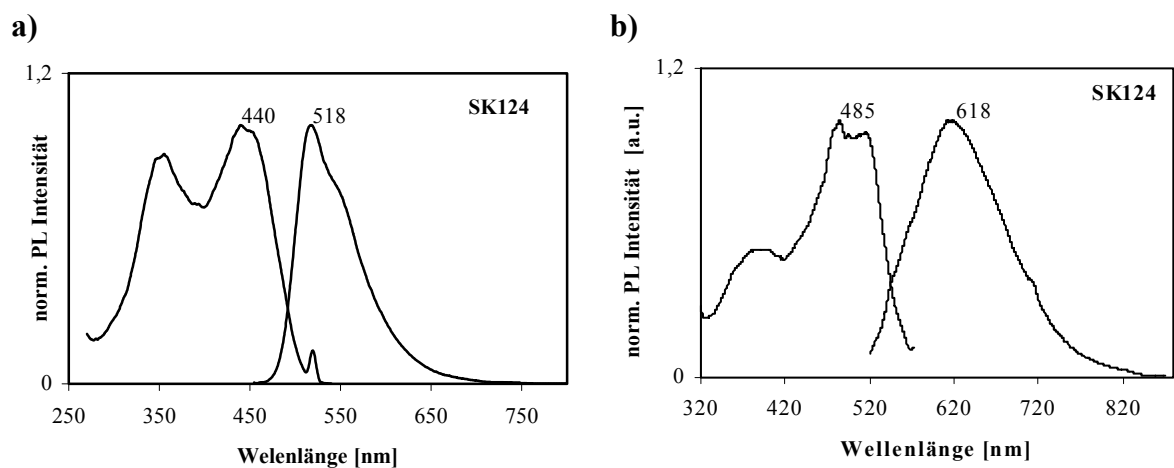 a)
1,2
SK124
440
518
norm. PL Intensität
0
250
350
450
550
650
750
Welenlänge [nm]
b)
1,2
SK124
485
618
norm. PL Intensität [a.u.]
0
320
420
520
620
720
820
Wellenlänge [nm]